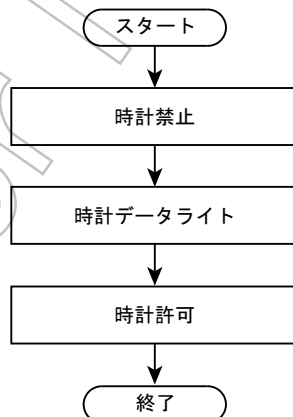 スタート
時計禁止
時計データライト
時計許可
終了